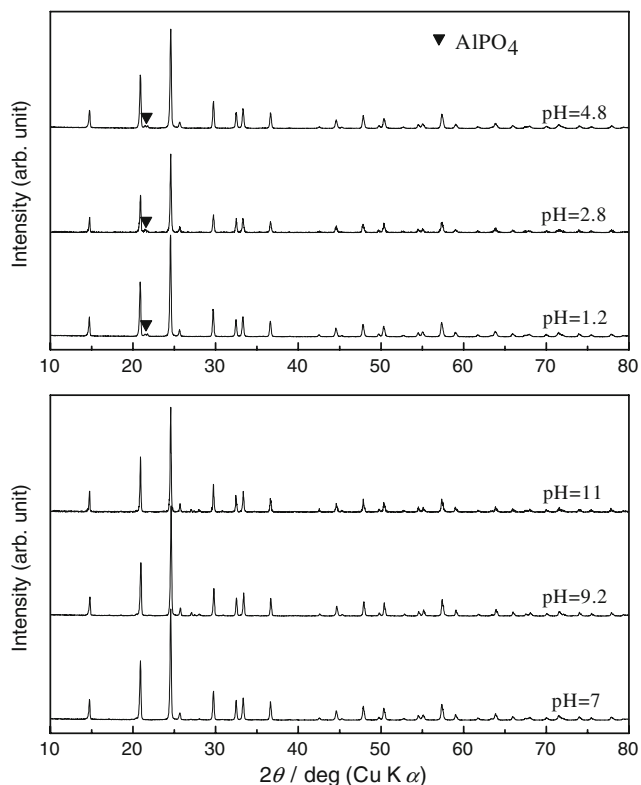 ▼ AlPO4
pH=4.8
pH=2.8
pH=1.2
Intensity (arb. unit)
10 20 30 40 50 60 70 80
pH=11
pH=9.2
pH=7
Intensity (arb. unit)
10 20 30 40 50 60 70 80
2θ / deg (Cu K α)